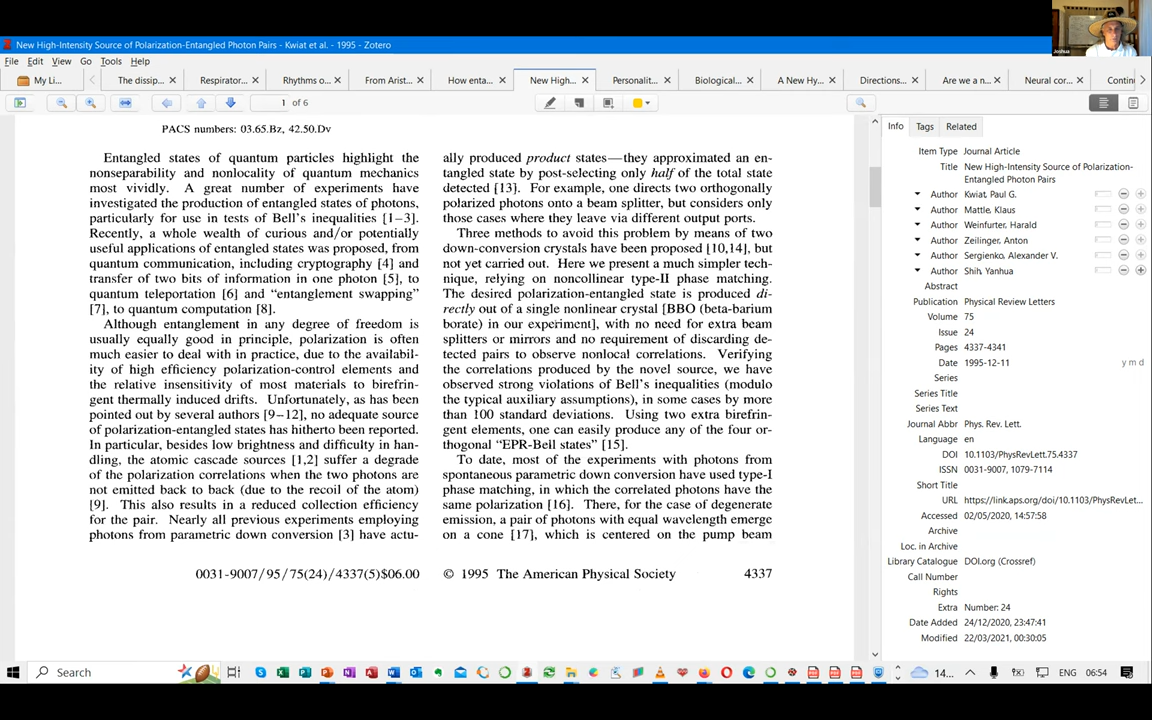 New High-Intensity Source of Polarization-Entangled Photon Pairs - Kwiat et al. - 1995 - Zotero
Joshua
File Edit View Go Tools Help
My Li...
The dissip...
Respirator...
Rhythms o...
From Arist...
How enta...
New High...
Personalit...
Biological...
A New Hy...
Directions...
Are we a n...
Neural cor...
Contin
1 of 6
PACS numbers: 03.65.Bz, 42.50.Dv
Entangled states of quantum particles highlight the
nonseparability and nonlocality of quantum mechanics
most vividly. A great number of experiments have
investigated the production of entangled states of photons,
particularly for use in tests of Bell's inequalities [1–3].
Recently, a whole wealth of curious and/or potentially
useful applications of entangled states was proposed, from
quantum communication, including cryptography [4] and
transfer of two bits of information in one photon [5], to
quantum teleportation [6] and "entanglement swapping"
[7], to quantum computation [8].
Although entanglement in any degree of freedom is
usually equally good in principle, polarization is often
much easier to deal with in practice, due to the availabil-
ity of high efficiency polarization-control elements and
the relative insensitivity of most materials to birefrin-
gent thermally induced drifts. Unfortunately, as has been
pointed out by several authors [9–12], no adequate source
of polarization-entangled states has hitherto been reported.
In particular, besides low brightness and difficulty in han-
dling, the atomic cascade sources [1,2] suffer a degrade
of the polarization correlations when the two photons are
not emitted back to back (due to the recoil of the atom)
[9]. This also results in a reduced collection efficiency
for the pair. Nearly all previous experiments employing
photons from parametric down conversion [3] have actu-
ally produced product states—they approximated an en-
tangled state by post-selecting only half of the total state
detected [13]. For example, one directs two orthogonally
polarized photons onto a beam splitter, but considers only
those cases where they leave via different output ports.
Three methods to avoid this problem by means of two
down-conversion crystals have been proposed [10,14], but
not yet carried out. Here we present a much simpler tech-
nique, relying on noncollinear type-II phase matching.
The desired polarization-entangled state is produced di-
rectly out of a single nonlinear crystal [BBO (beta-barium
borate) in our experiment], with no need for extra beam
splitters or mirrors and no requirement of discarding de-
tected pairs to observe nonlocal correlations. Verifying
the correlations produced by the novel source, we have
observed strong violations of Bell's inequalities (modulo
the typical auxiliary assumptions), in some cases by more
than 100 standard deviations. Using two extra birefrin-
gent elements, one can easily produce any of the four or-
thogonal "EPR-Bell states" [15].
To date, most of the experiments with photons from
spontaneous parametric down conversion have used type-I
phase matching, in which the correlated photons have the
same polarization [16]. There, for the case of degenerate
emission, a pair of photons with equal wavelength emerge
on a cone [17], which is centered on the pump beam
0031-9007/95/75(24)/4337(5)$06.00
© 1995 The American Physical Society
4337
Info Tags Related
Item Type Journal Article
Title New High-Intensity Source of Polarization-
Entangled Photon Pairs
Author Kwiat, Paul G.
Author Mattle, Klaus
Author Weinfurter, Harald
Author Zeilinger, Anton
Author Sergienko, Alexander V.
Author Shih, Yanhua
Abstract
Publication Physical Review Letters
Volume 75
Issue 24
Pages 4337-4341
Date 1995-12-11 y m d
Series
Series Title
Series Text
Journal Abbr Phys. Rev. Lett.
Language en
DOI 10.1103/PhysRevLett.75.4337
ISSN 0031-9007, 1079-7114
Short Title
URL https://link.aps.org/doi/10.1103/PhysRevLet...
Accessed 02/05/2020, 14:57:58
Archive
Loc. in Archive
Library Catalogue DOI.org (Crossref)
Call Number
Rights
Extra Number: 24
Date Added 24/12/2020, 23:47:41
Modified 22/03/2021, 00:30:05
Search
14...
ENG
06:54